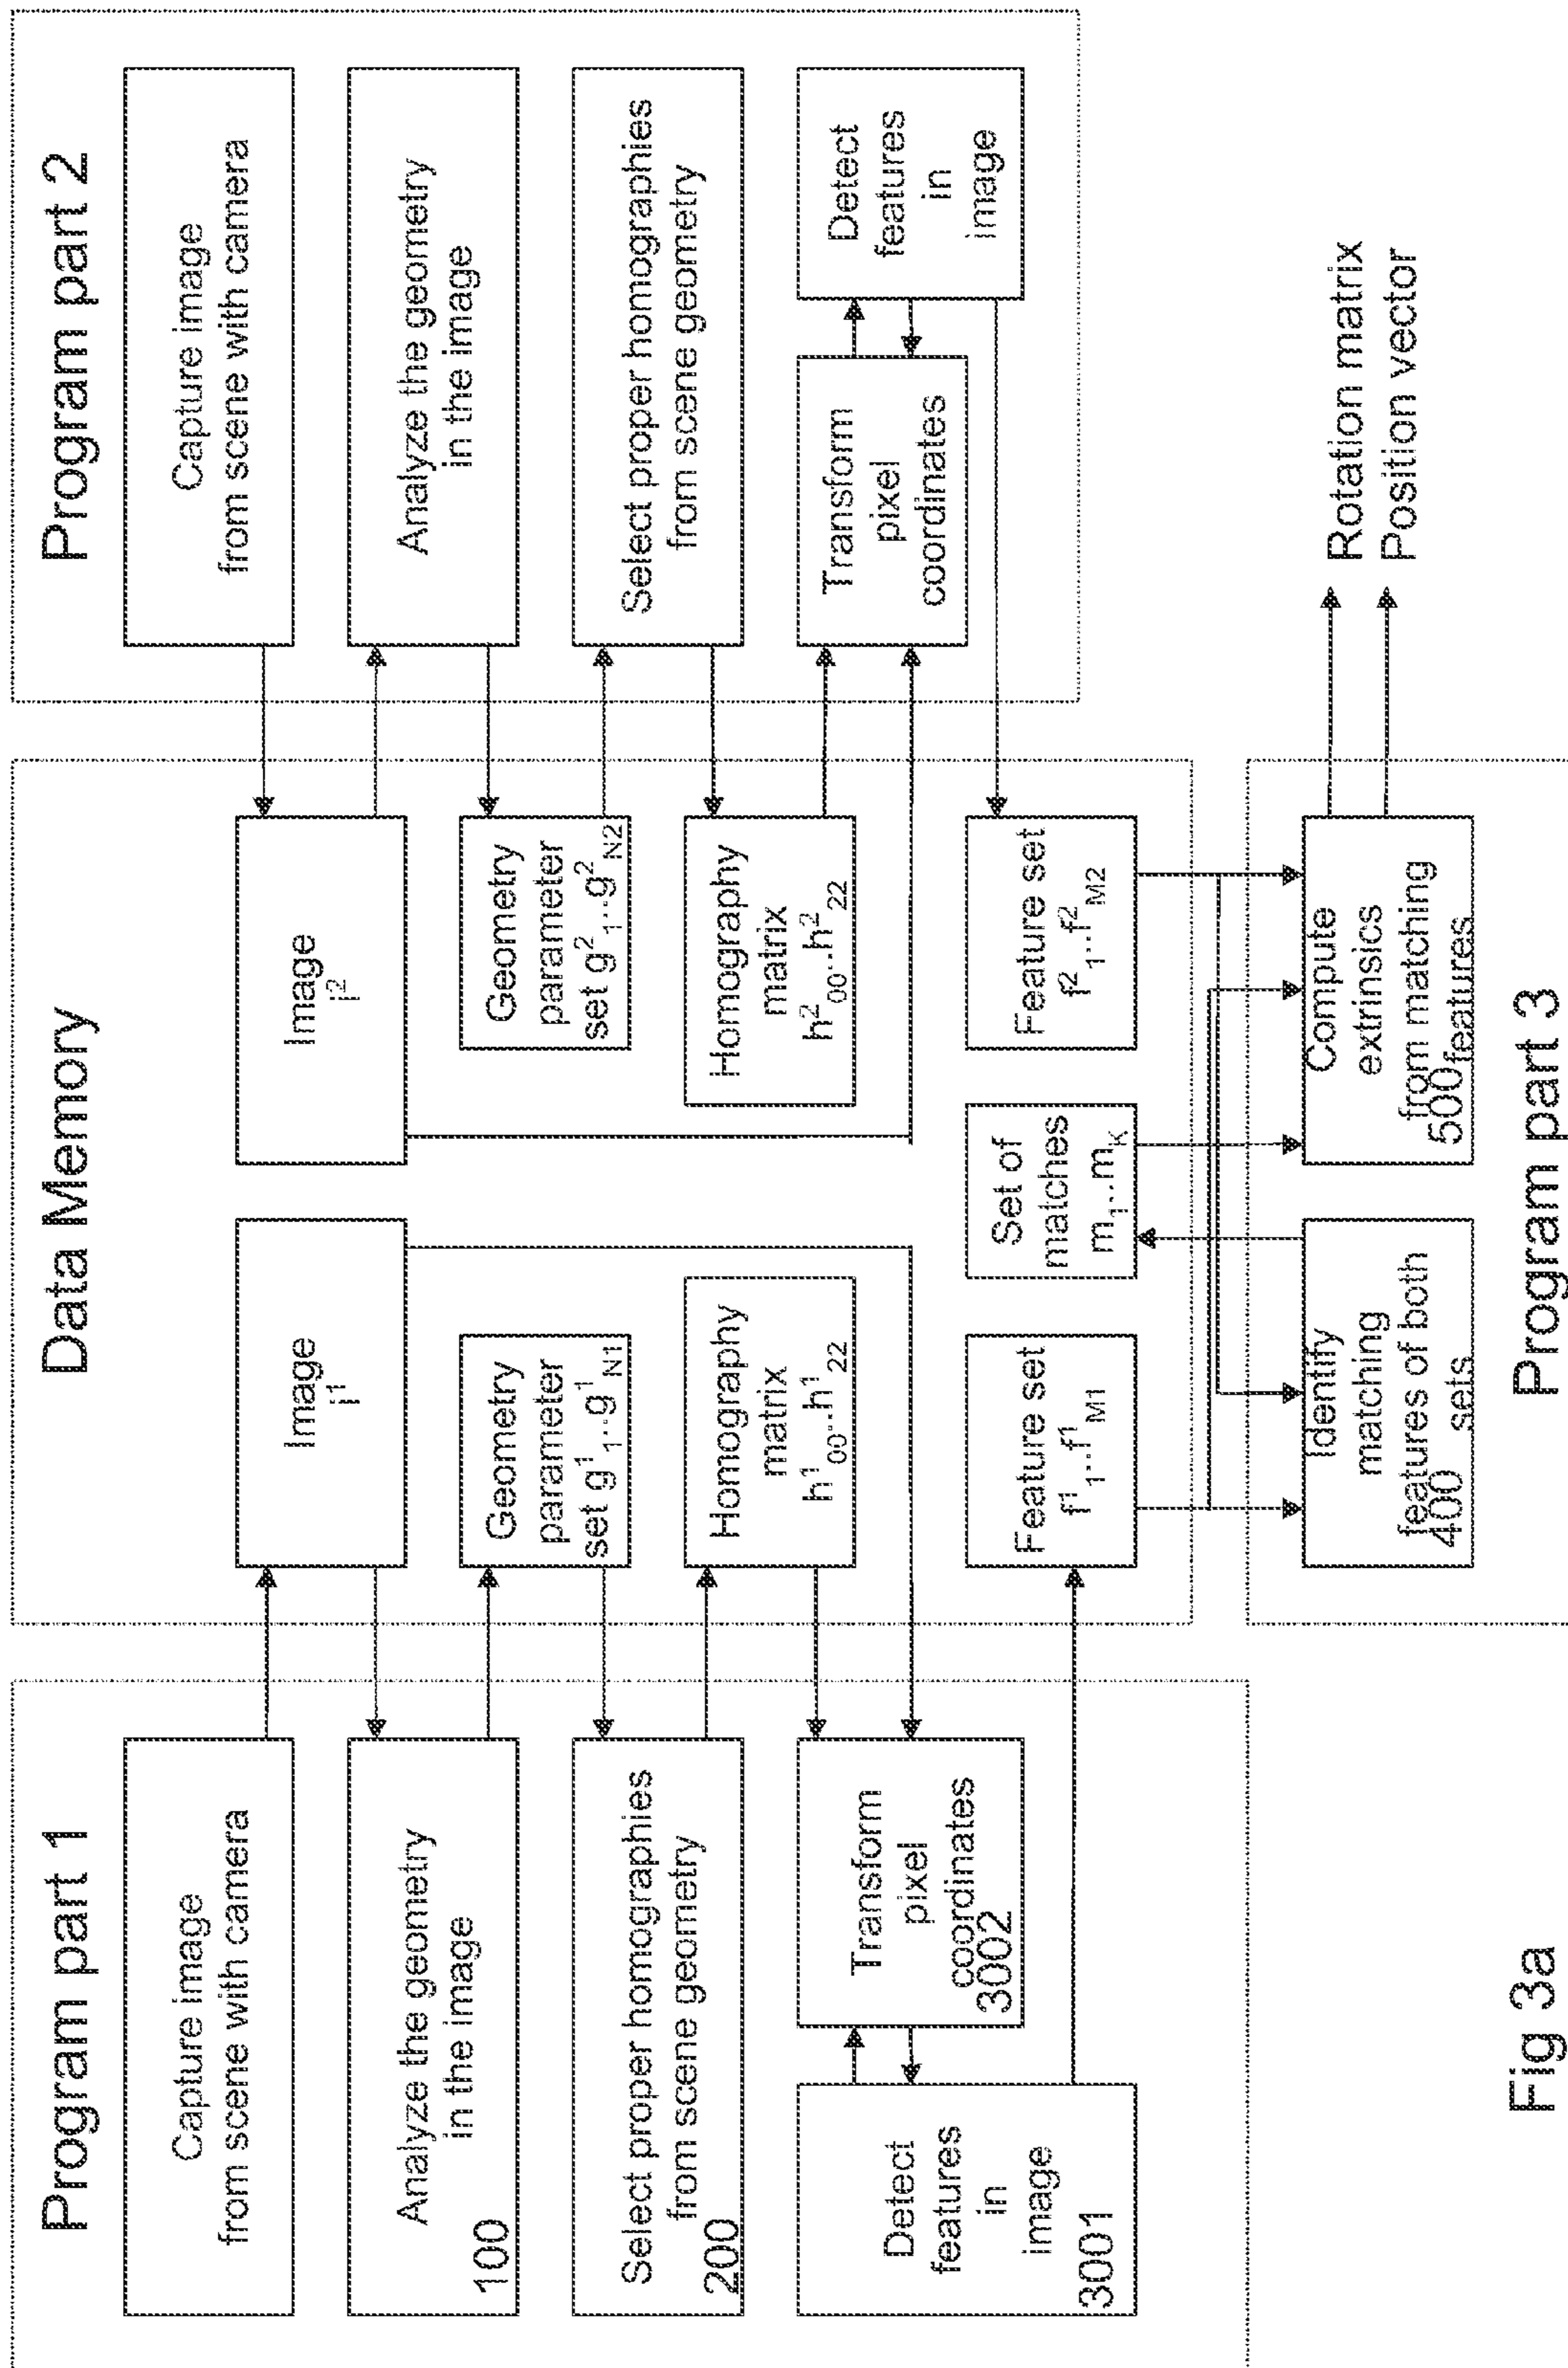 Program part 1
Capture image
from scene with camera
Analyze the geometry
in the image
100
Select proper homographies
from scene geometry
200
Detect
features
in
image
3001
Transform
pixel
coordinates
3002
Data Memory
Image
i¹
Image
i²
Geometry
parameter
set g¹₁..g¹_N1
Geometry
parameter
set g²₁..g²_N2
Homography
matrix
h¹₀₀..h¹₂₂
Homography
matrix
h²₀₀..h²₂₂
Feature set
f¹₁..f¹_M1
Set of
matches
m₁..m_K
Feature set
f²₁..f²_M2
Program part 2
Capture image
from scene with camera
Analyze the geometry
in the image
Select proper homographies
from scene geometry
Transform
pixel
coordinates
Detect
features
in
image
Identify
matching
features of both
sets
400
Compute
extrinsics
from matching
features
500
Program part 3
Rotation matrix
Position vector
Fig 3a